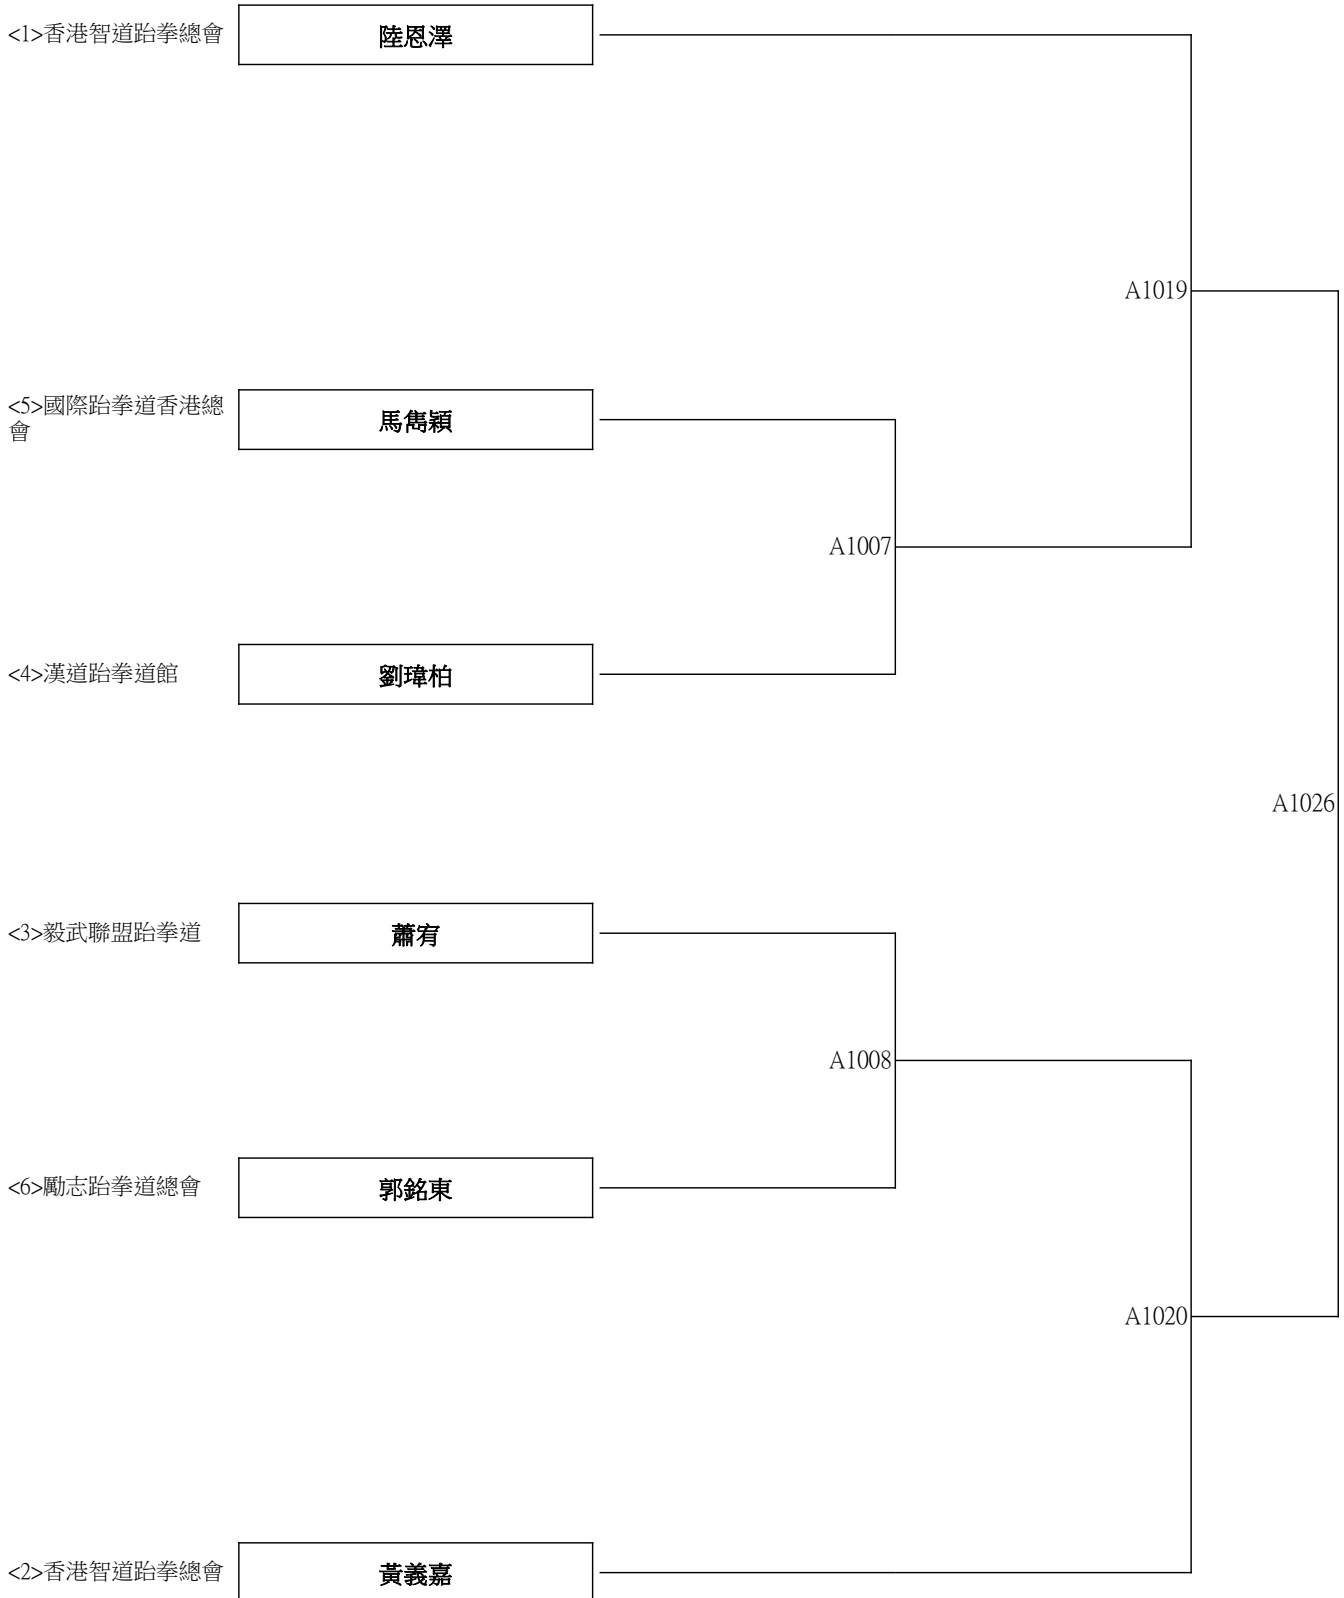 <1>香港智道跆拳總會
陸恩澤
A1019
<5>國際跆拳道香港總
會
馬雋穎
A1007
<4>漢道跆拳道館
劉瑋柏
A1026
<3>毅武聯盟跆拳道
蕭宥
A1008
<6>勵志跆拳道總會
郭銘東
A1020
<2>香港智道跆拳總會
黃義嘉